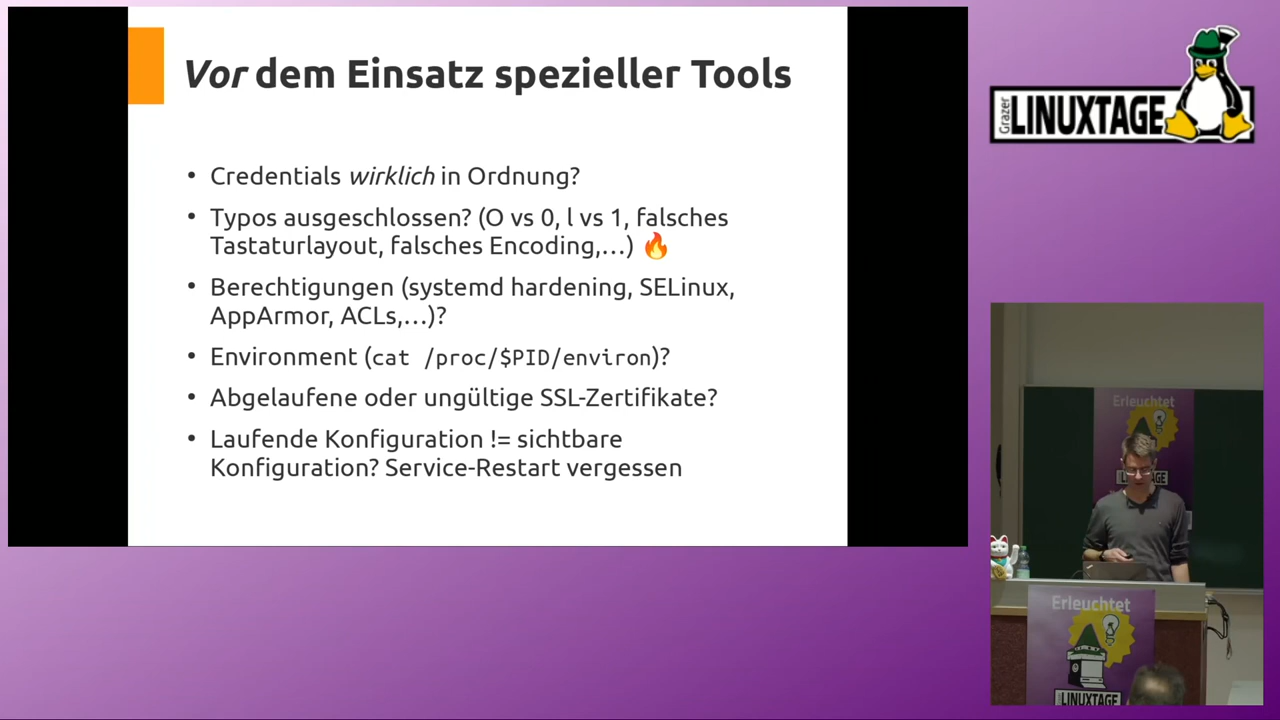 Vor dem Einsatz spezieller Tools
• Credentials wirklich in Ordnung?
• Typos ausgeschlossen? (O vs 0, l vs 1, falsches
Tastaturlayout, falsches Encoding,…) 🔥
• Berechtigungen (systemd hardening, SELinux,
AppArmor, ACLs,…)?
• Environment (cat /proc/$PID/environ)?
• Abgelaufene oder ungültige SSL-Zertifikate?
• Laufende Konfiguration != sichtbare
Konfiguration? Service-Restart vergessen
Grazer
LINUXTAGE
Erleuchtet
LINUXTAGE
Erleuchtet
LINUXTAGE